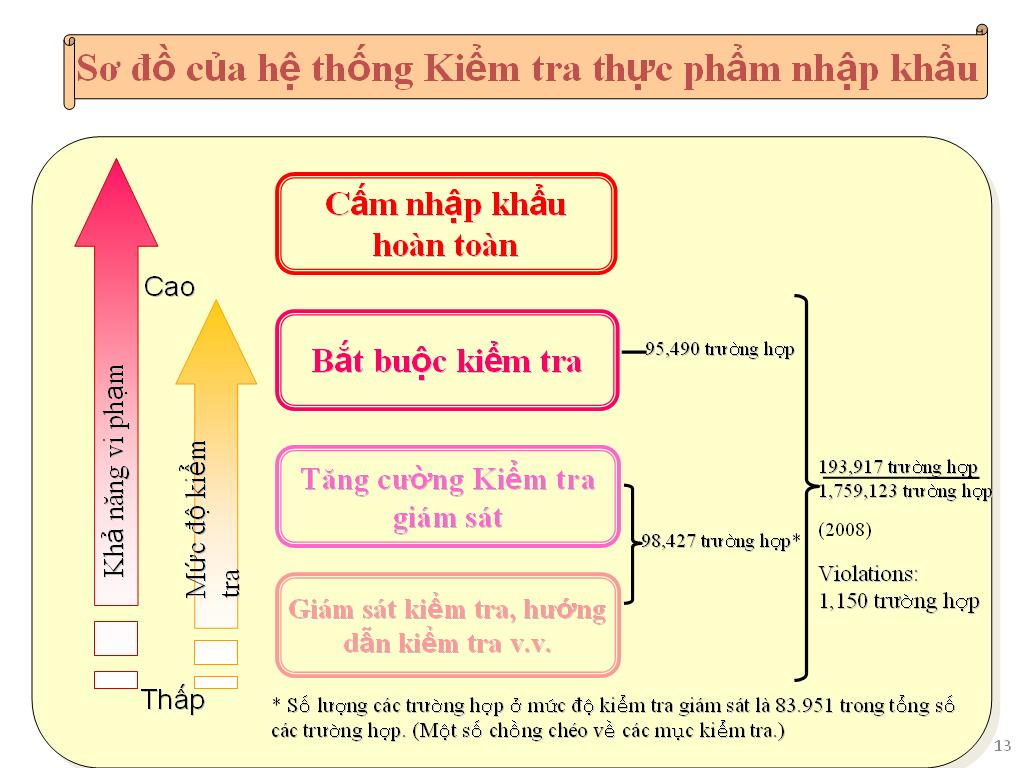 Sơ đồ của hệ thống Kiểm tra thực phẩm nhập khẩu
Cấm nhập khẩu
hoàn toàn
Cao
Bắt buộc kiểm tra
95,490 trường hợp
Khả năng vi phạm
Mức độ kiểm
tra
Tăng cường Kiểm tra
giám sát
98,427 trường hợp*
193,917 trường hợp
1,759,123 trường hợp
(2008)
Violations:
1,150 trường hợp
Giám sát kiểm tra, hướng
dẫn kiểm tra v.v.
Thấp
* Số lượng các trường hợp ở mức độ kiểm tra giám sát là 83.951 trong tổng số
các trường hợp. (Một số chồng chéo về các mục kiểm tra.)
13